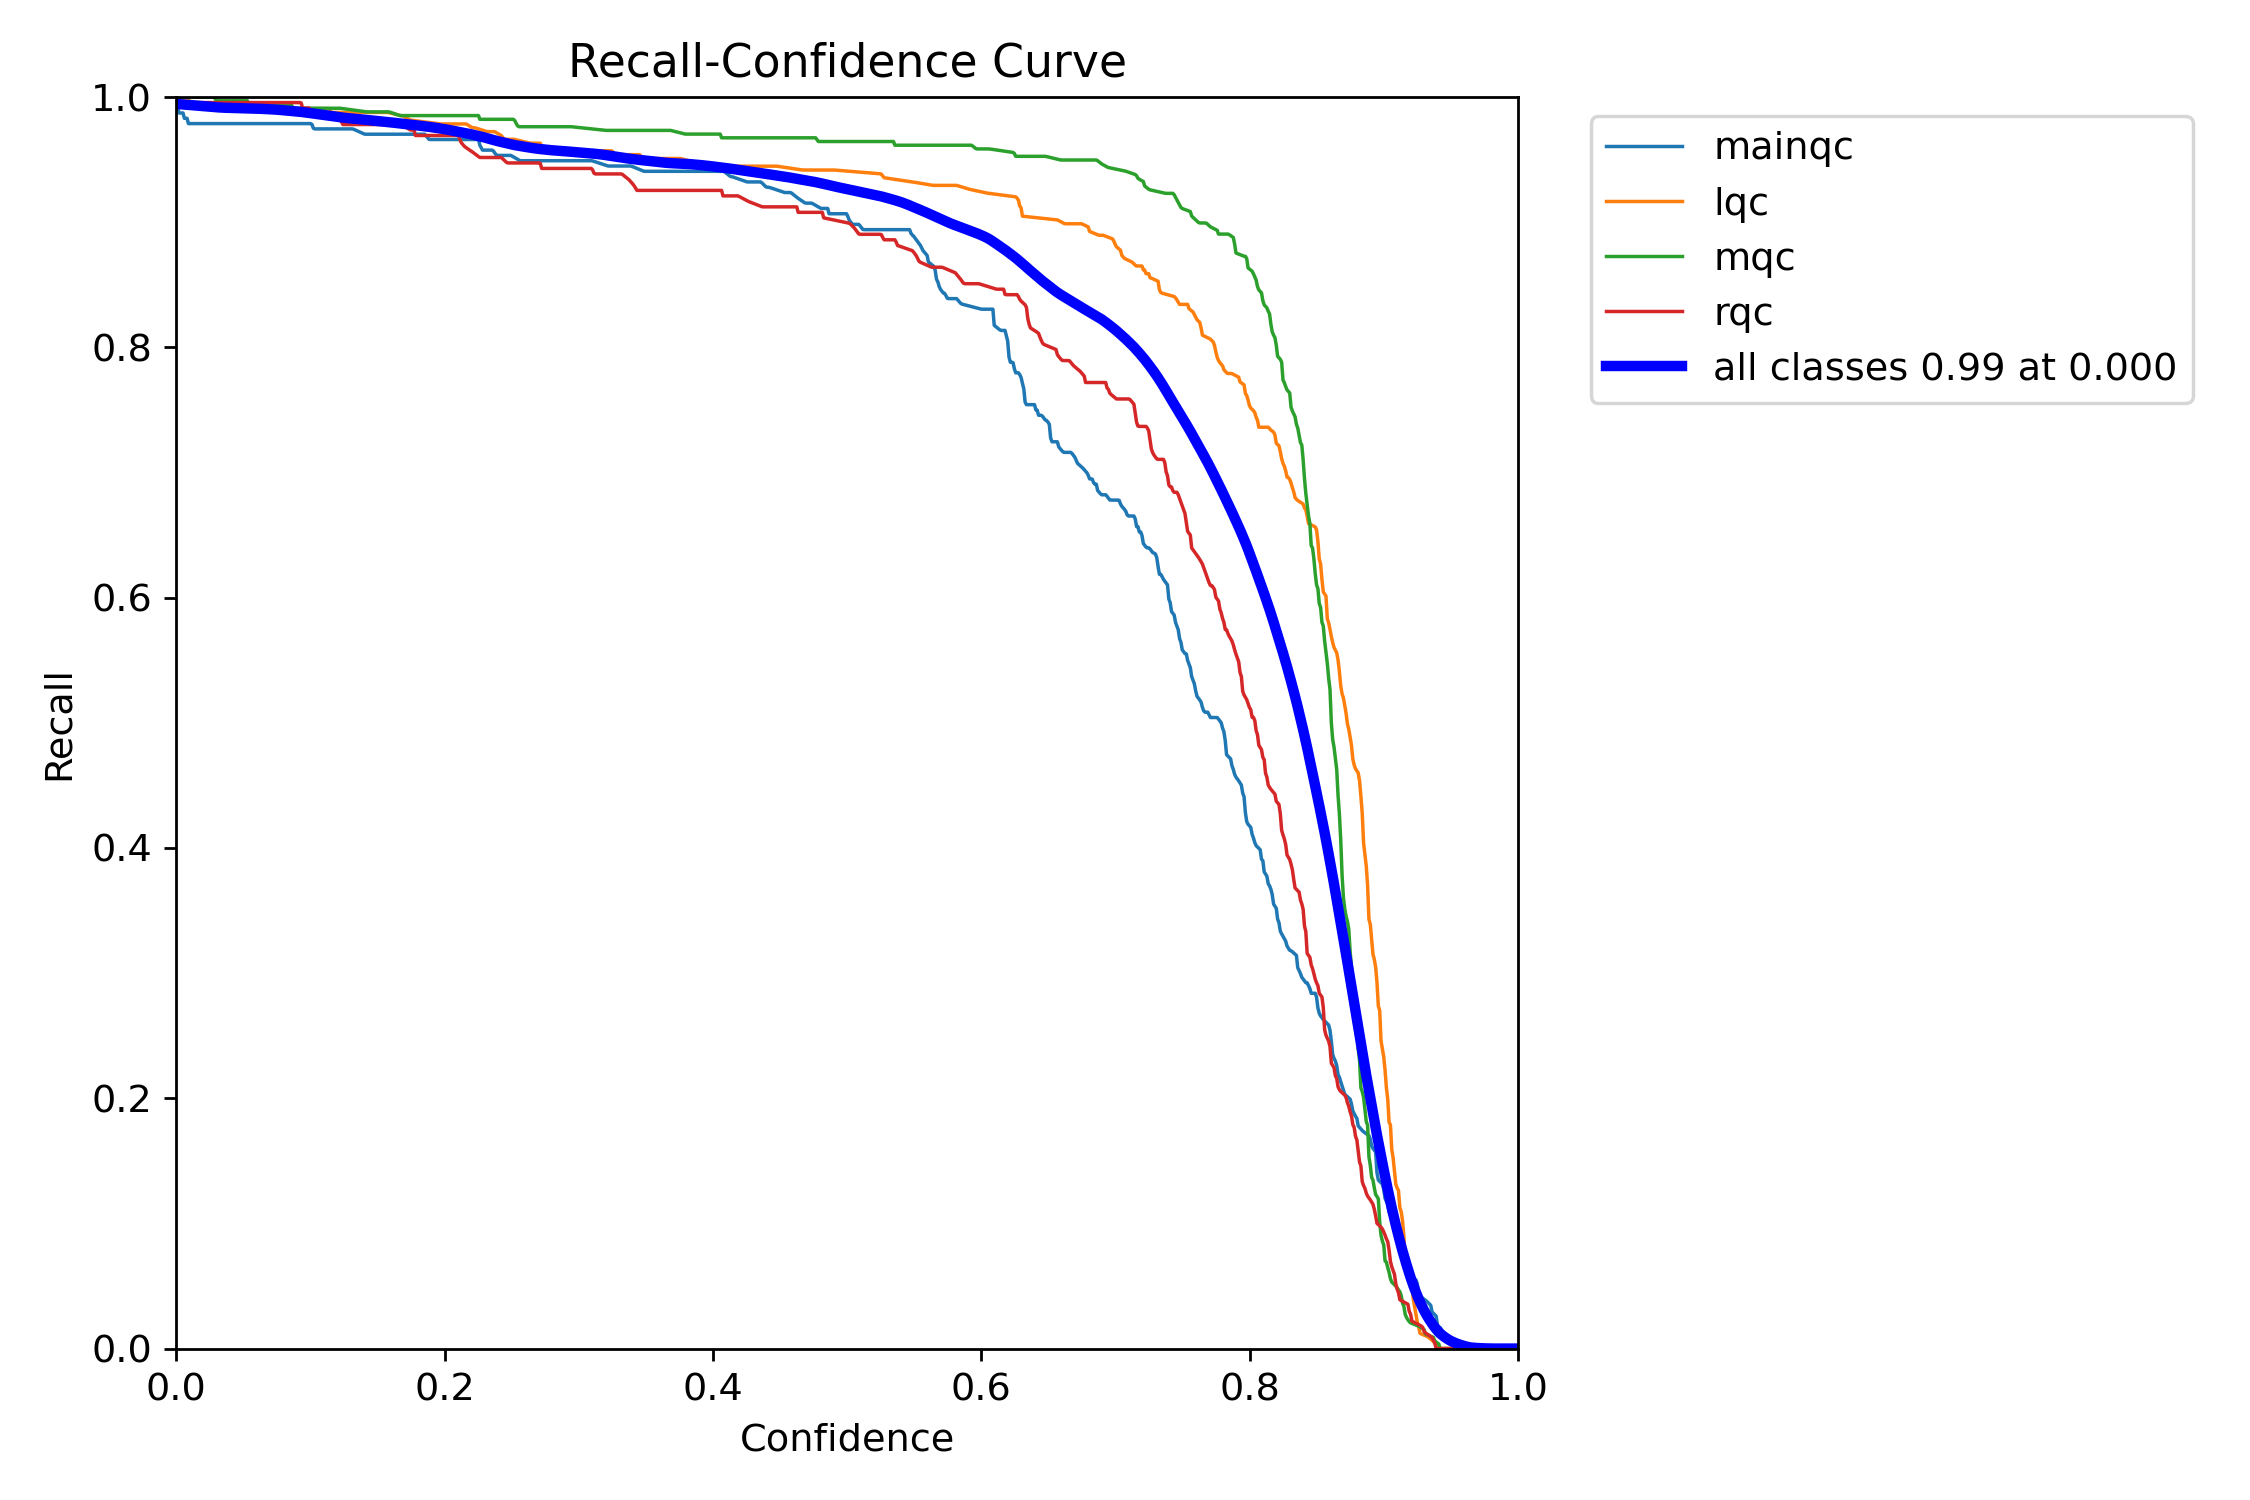 Recall-Confidence Curve
1.0
0.8
0.6
0.4
0.2
0.0
Recall
0.0 0.2 0.4 0.6 0.8 1.0
Confidence
mainqc
lqc
mqc
rqc
all classes 0.99 at 0.000